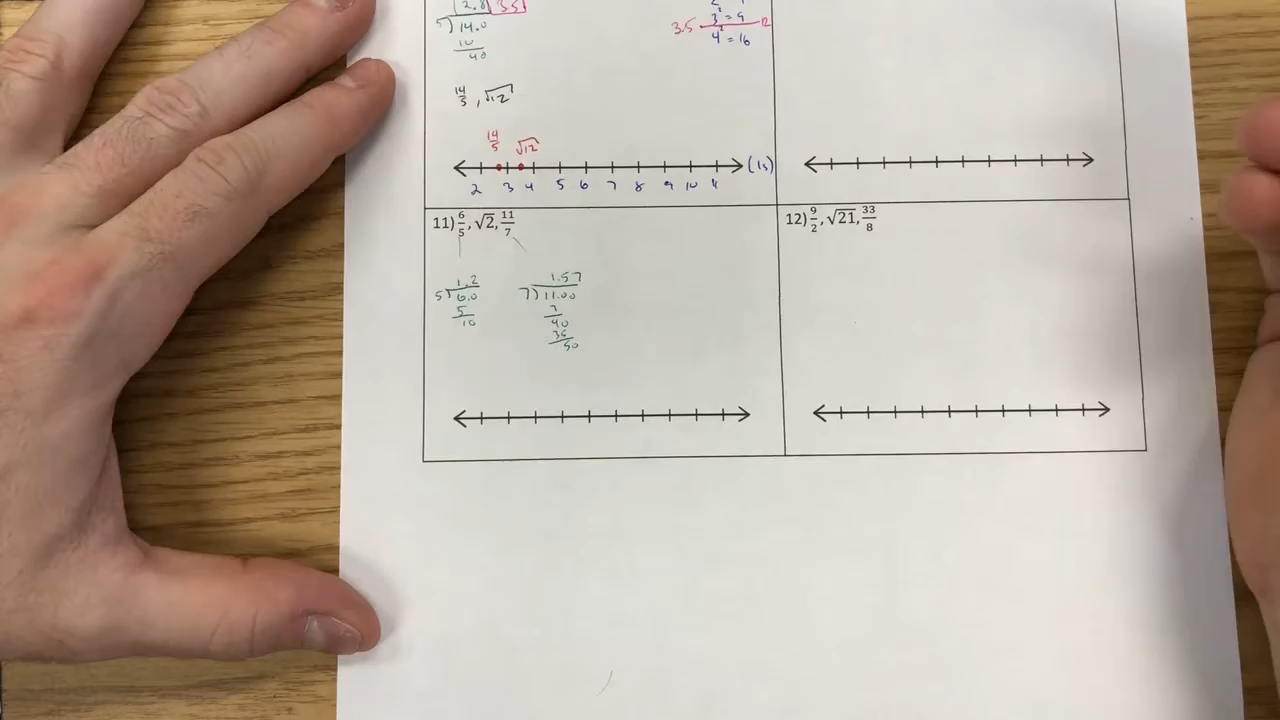 2.8 3.5
14.0
10
40
3² = 9
3.5 12
4² = 16
14/5, √12
14/5 √12
(1s)
2 3 4 5 6 7 8 9 10 11
11) 6/5, √2, 11/7
1.2
5 6.0
5
10
1.57
7 11.00
7
40
35
50
12) 9/2, √21, 33/8